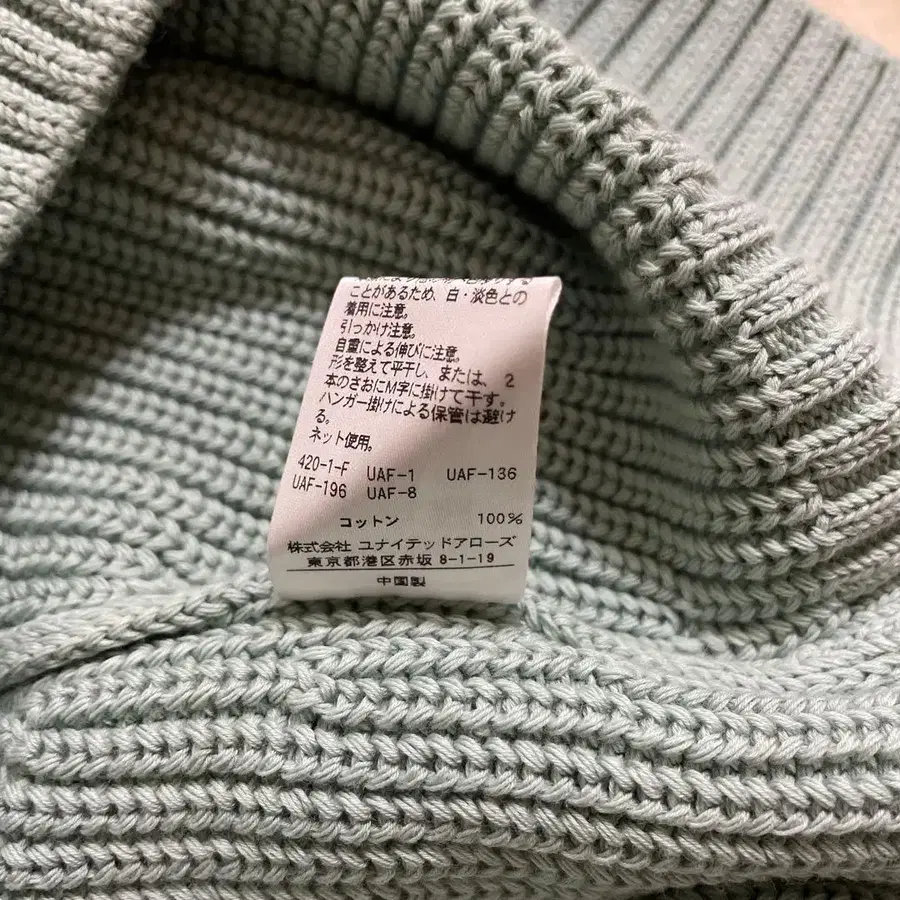 ことがあるため、白・淡色との
着用に注意。
引っかけ注意。
自重による伸びに注意。
形を整えて平干し、または、2
本のさおにM字に掛けて干す。
ハンガー掛けによる保管は避け
る。
ネット使用。
420-1-F UAF-1 UAF-136
UAF-196 UAF-8
コットン 100%
株式会社 ユナイテッドアローズ
東京都港区赤坂 8-1-19
中国製